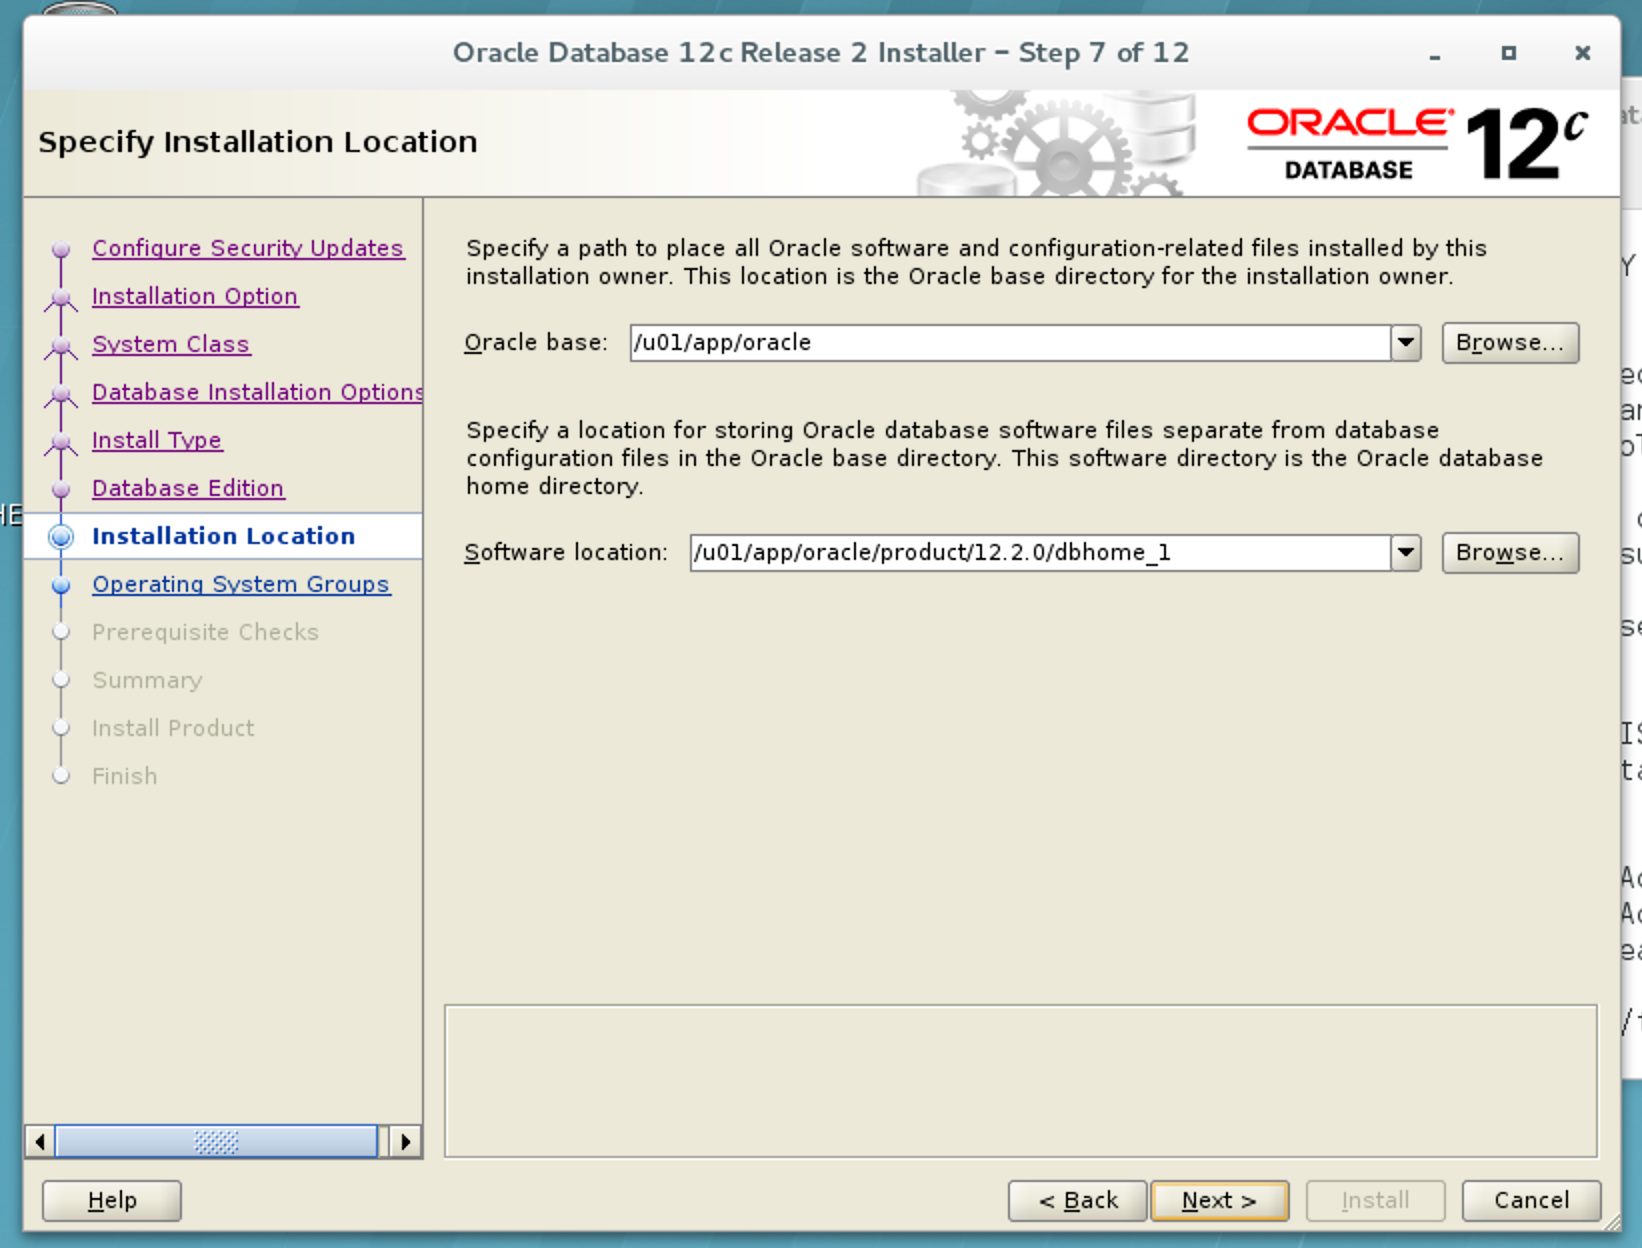 Oracle Database 12c Release 2 Installer – Step 7 of 12
Specify Installation Location
ORACLE
DATABASE
12c
Configure Security Updates
Installation Option
System Class
Database Installation Options
Install Type
Database Edition
Installation Location
Operating System Groups
Prerequisite Checks
Summary
Install Product
Finish
Specify a path to place all Oracle software and configuration-related files installed by this
installation owner. This location is the Oracle base directory for the installation owner.
Oracle base: /u01/app/oracle Browse...
Specify a location for storing Oracle database software files separate from database
configuration files in the Oracle base directory. This software directory is the Oracle database
home directory.
Software location: /u01/app/oracle/product/12.2.0/dbhome_1 Browse...
Help < Back Next > Install Cancel